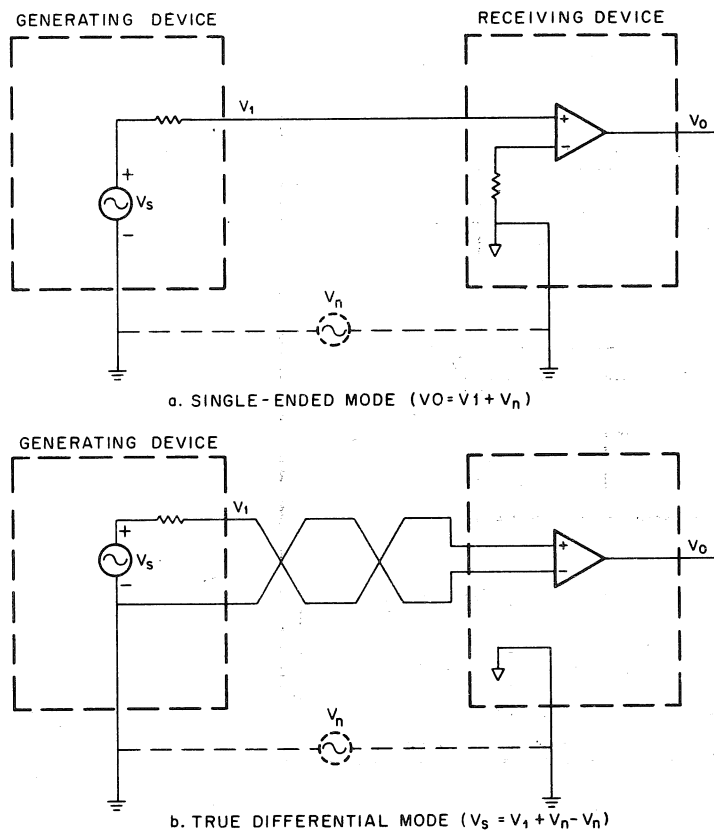 GENERATING DEVICE
RECEIVING DEVICE
V1
+
−
VO
+
VS
−
Vn
a. SINGLE-ENDED MODE (VO=V1+Vn)
GENERATING DEVICE
V1
+
VS
−
+
−
VO
Vn
b. TRUE DIFFERENTIAL MODE (VS = V1 + Vn- Vn)